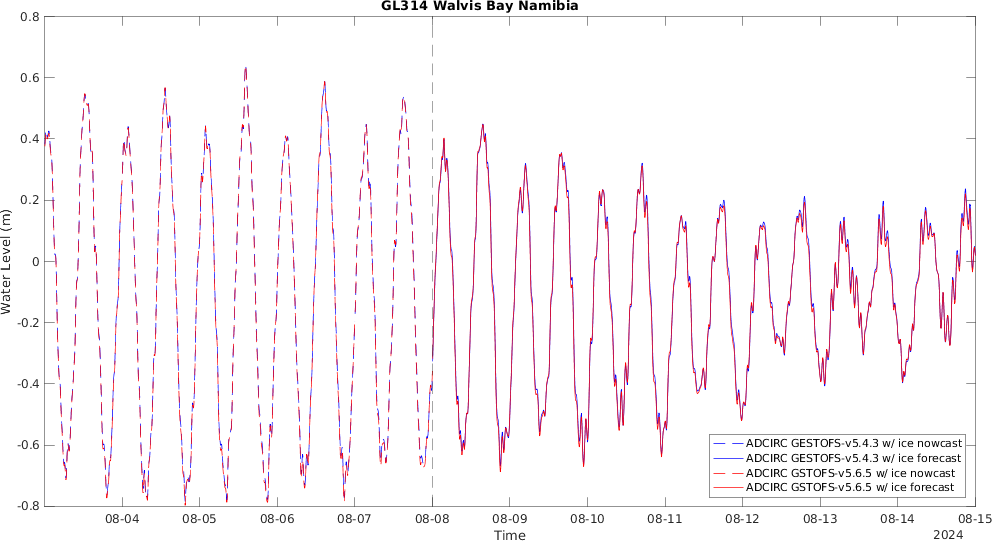 GL314 Walvis Bay Namibia
0.8
0.6
0.4
0.2
0
-0.2
-0.4
-0.6
-0.8
Water Level (m)
ADCIRC GESTOFS-v5.4.3 w/ ice nowcast
ADCIRC GESTOFS-v5.4.3 w/ ice forecast
ADCIRC GSTOFS-v5.6.5 w/ ice nowcast
ADCIRC GSTOFS-v5.6.5 w/ ice forecast
08-04 08-05 08-06 08-07 08-08 08-09 08-10 08-11 08-12 08-13 08-14 08-15
Time
2024